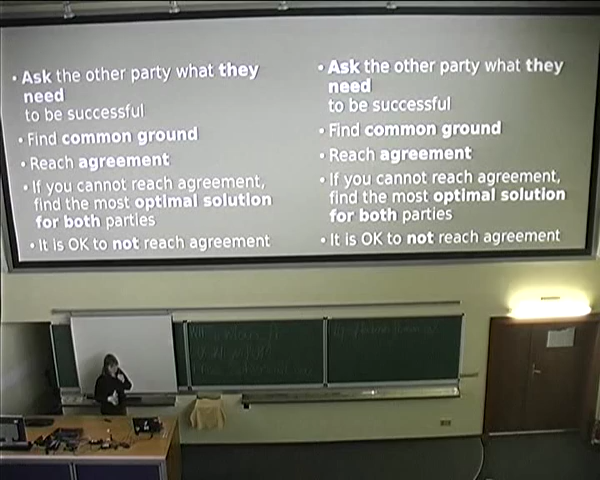 • Ask the other party what they
need
to be successful
• Find common ground
• Reach agreement
• If you cannot reach agreement,
find the most optimal solution
for both parties
• It is OK to not reach agreement
• Ask the other party what they
need
to be successful
• Find common ground
• Reach agreement
• If you cannot reach agreement,
find the most optimal solution
for both parties
• It is OK to not reach agreement